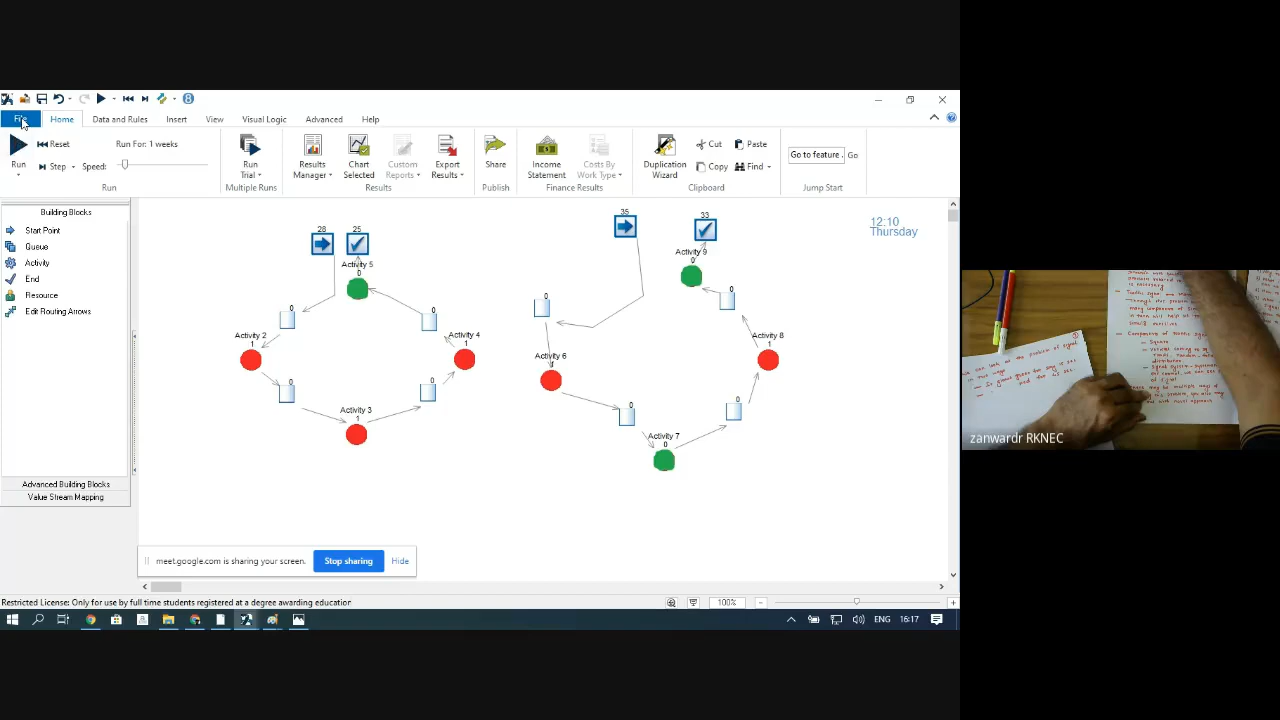 File
Home
Data and Rules
Insert
View
Visual Logic
Advanced
Help
Run
Reset
Step
Run For: 1 weeks
Speed:
Run
Run Trial
Multiple Runs
Results Manager
Chart Selected
Custom Reports
Export Results
Results
Share
Publish
Income Statement
Costs By Work Type
Finance Results
Duplication Wizard
Cut
Copy
Paste
Find
Clipboard
Go to feature.
Go
Jump Start
Building Blocks
Start Point
Queue
Activity
End
Resource
Edit Routing Arrows
Advanced Building Blocks
Value Stream Mapping
28
25
Activity 5
0
0
0
Activity 2
1
Activity 4
1
0
0
Activity 3
1
35
33
Activity 9
0
0
0
Activity 6
1
Activity 8
1
0
0
Activity 7
0
12:10
Thursday
meet.google.com is sharing your screen.
Stop sharing
Hide
Restricted License: Only for use by full time students registered at a degree awarding education
100%
ENG
16:17
zanwardr RKNEC